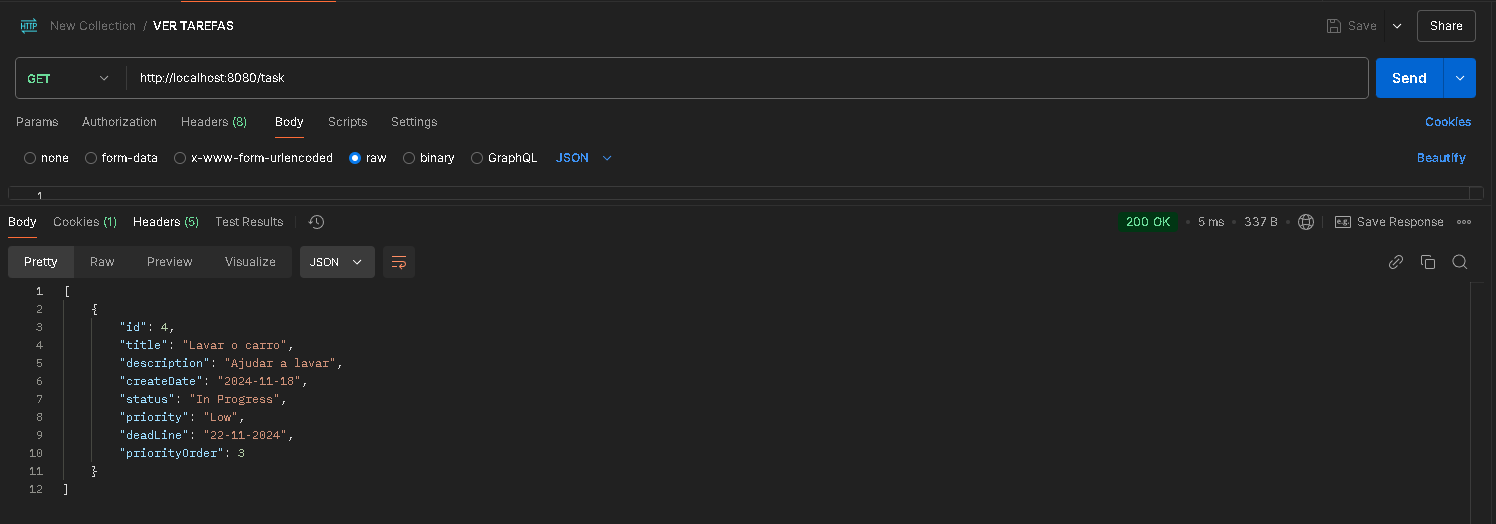 HTTP New Collection / VER TAREFAS Save Share
GET http://localhost:8080/task Send
Params Authorization Headers (8) Body Scripts Settings Cookies
none form-data x-www-form-urlencoded raw binary GraphQL JSON Beautify
1
Body Cookies (1) Headers (5) Test Results 200 OK • 5 ms • 337 B • e.g. Save Response
Pretty Raw Preview Visualize JSON
1 [
2 {
3 "id": 4,
4 "title": "Lavar o carro",
5 "description": "Ajudar a lavar",
6 "createDate": "2024-11-18",
7 "status": "In Progress",
8 "priority": "Low",
9 "deadLine": "22-11-2024",
10 "priorityOrder": 3
11 }
12 ]